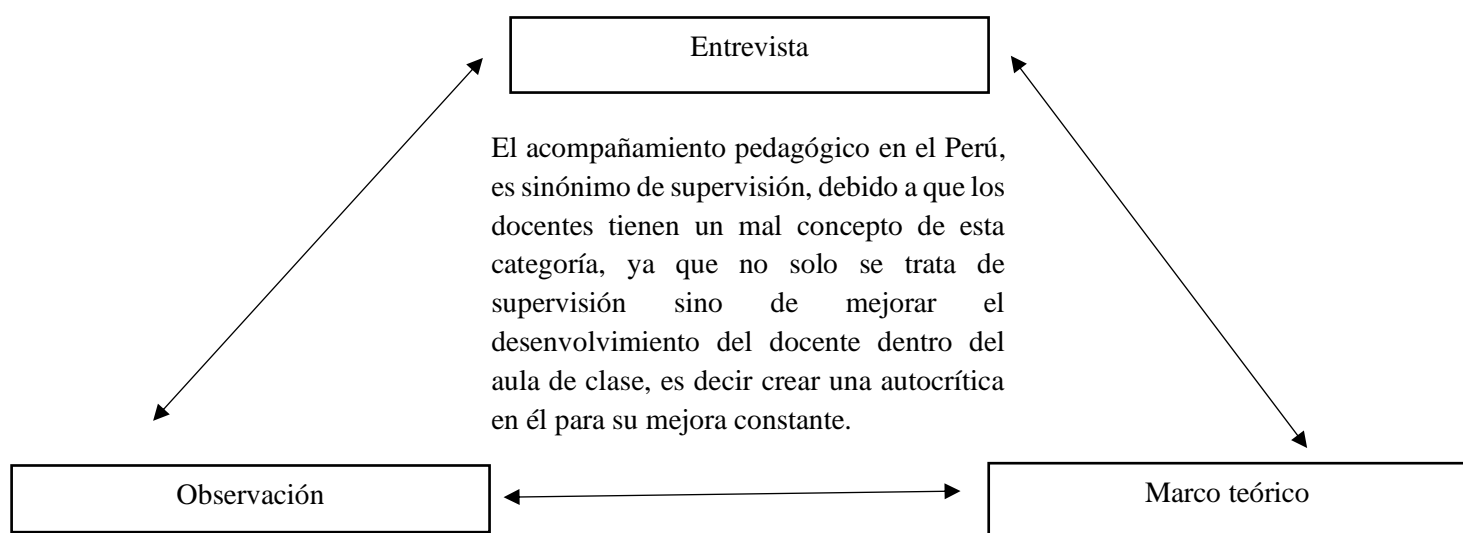 Entrevista
El acompañamiento pedagógico en el Perú,
es sinónimo de supervisión, debido a que los
docentes tienen un mal concepto de esta
categoría, ya que no solo se trata de
supervisión sino de mejorar el
desenvolvimiento del docente dentro del
aula de clase, es decir crear una autocrítica
en él para su mejora constante.
Observación
Marco teórico